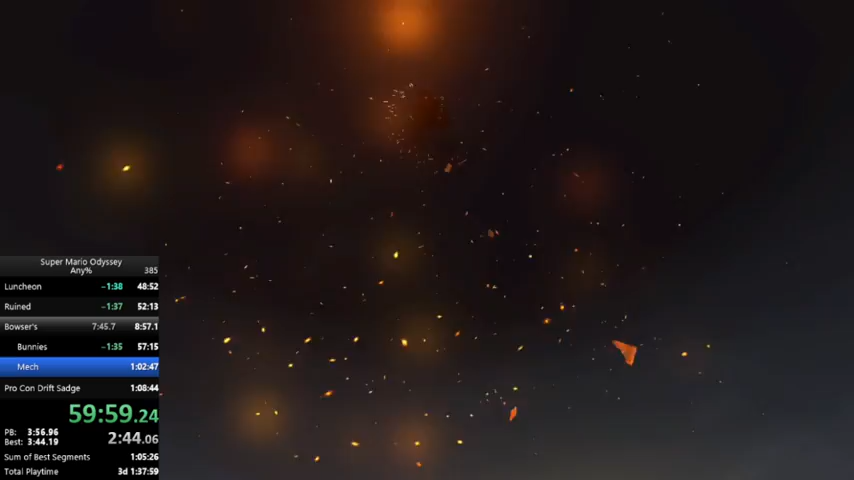 Super Mario Odyssey
Any% 385
Luncheon -1:38 48:52
Ruined -1:37 52:13
Bowser's 7:45.7 8:57.1
Bunnies -1:35 57:15
Mech 1:02:47
Pro Con Drift Sadge 1:08:44
59:59.24
PB: 3:56.96
Best: 3:44.19 2:44.06
Sum of Best Segments 1:05:26
Total Playtime 3d 1:37:59